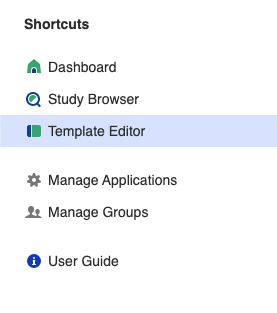 Shortcuts
Dashboard
Study Browser
Template Editor
Manage Applications
Manage Groups
User Guide